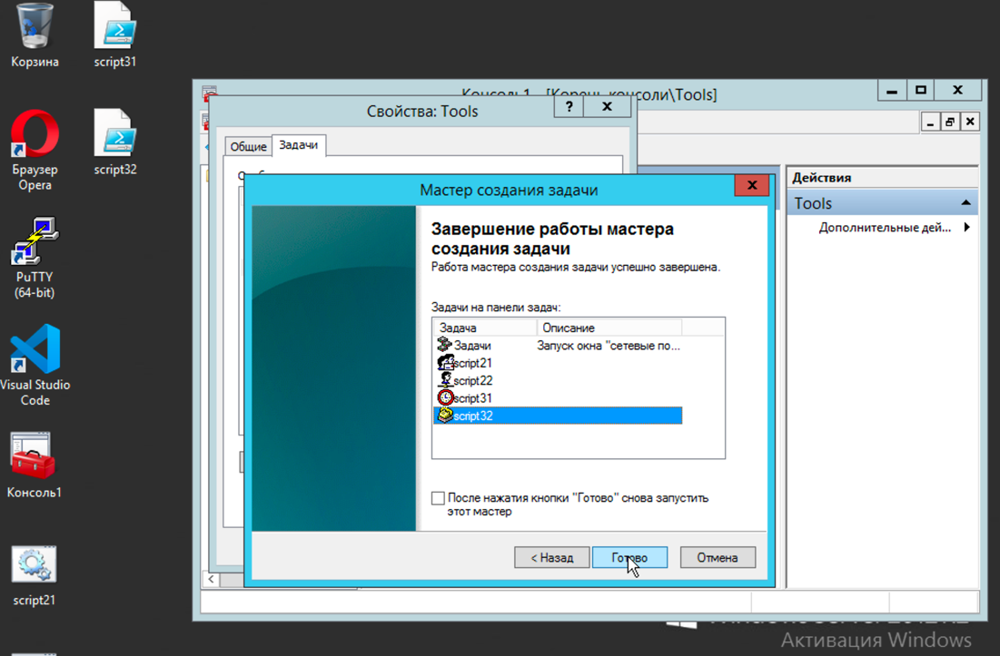 Корзина
script31
Браузер
Opera
script32
PuTTY
(64-bit)
Visual Studio
Code
Консоль1
script21
Консоль1 - [Корень консоли\Tools]
Свойства: Tools
?
Общие
Задачи
Действия
Tools
Дополнительные дей...
Мастер создания задачи
Завершение работы мастера
создания задачи
Работа мастера создания задачи успешно завершена.
Задачи на панели задач:
Задача Описание
Задачи Запуск окна "сетевые по...
script21
script22
script31
script32
После нажатия кнопки "Готово" снова запустить
этот мастер
< Назад
Готово
Отмена
Активация Windows